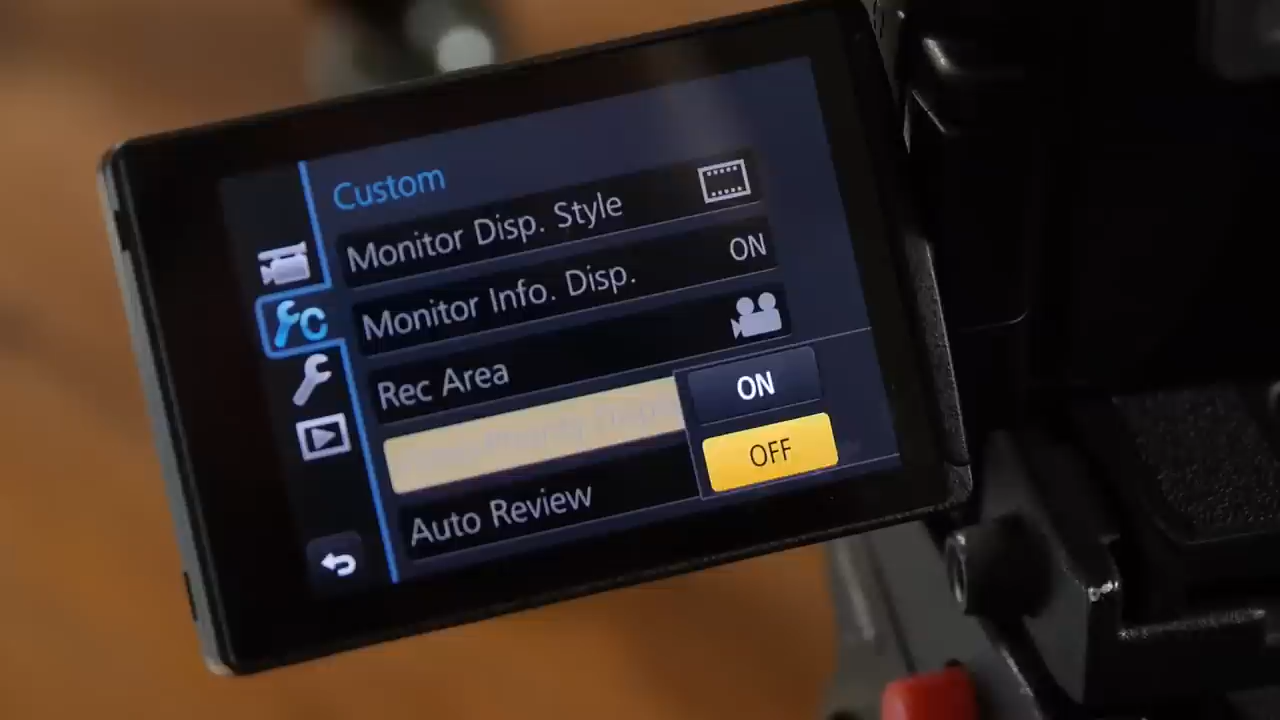 Custom
Monitor Disp. Style
Monitor Info. Disp.
ON
Rec Area
ON
OFF
Auto Review